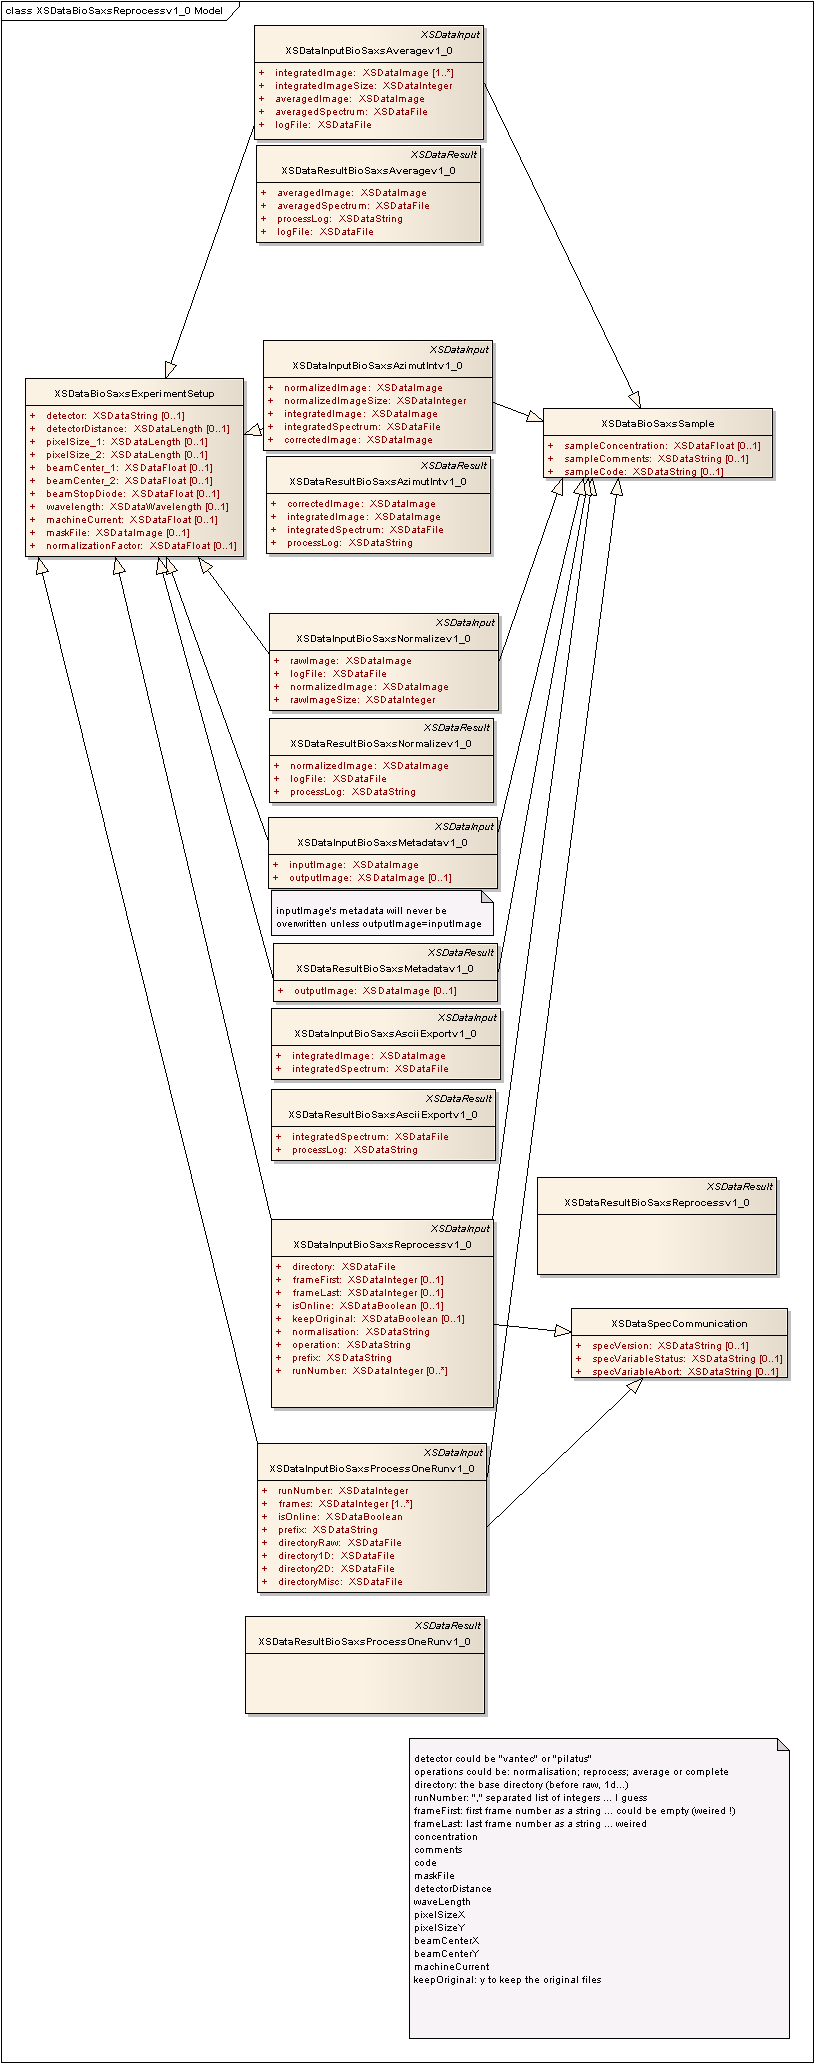 class XSDataBioSaxsReprocessv1_0 Model
XSDataInput
XSDataInputBioSaxsAveragev1_0
+ integratedImage: XSDataImage [1..*]
+ integratedImageSize: XSDataInteger
+ averagedImage: XSDataImage
+ averagedSpectrum: XSDataFile
+ logFile: XSDataFile
XSDataResult
XSDataResultBioSaxsAveragev1_0
+ averagedImage: XSDataImage
+ averagedSpectrum: XSDataFile
+ processLog: XSDataString
+ logFile: XSDataFile
XSDataInput
XSDataInputBioSaxsAzimutIntv1_0
+ normalizedImage: XSDataImage
+ normalizedImageSize: XSDataInteger
+ integratedImage: XSDataImage
+ integratedSpectrum: XSDataFile
+ correctedImage: XSDataImage
XSDataBioSaxsExperimentSetup
+ detector: XSDataString [0..1]
+ detectorDistance: XSDataLength [0..1]
+ pixelSize_1: XSDataLength [0..1]
+ pixelSize_2: XSDataLength [0..1]
+ beamCenter_1: XSDataFloat [0..1]
+ beamCenter_2: XSDataFloat [0..1]
+ beamStopDiode: XSDataFloat [0..1]
+ wavelength: XSDataWavelength [0..1]
+ machineCurrent: XSDataFloat [0..1]
+ maskFile: XSDataImage [0..1]
+ normalizationFactor: XSDataFloat [0..1]
XSDataBioSaxsSample
+ sampleConcentration: XSDataFloat [0..1]
+ sampleComments: XSDataString [0..1]
+ sampleCode: XSDataString [0..1]
XSDataResult
XSDataResultBioSaxsAzimutIntv1_0
+ correctedImage: XSDataImage
+ integratedImage: XSDataImage
+ integratedSpectrum: XSDataFile
+ processLog: XSDataString
XSDataInput
XSDataInputBioSaxsNormalizev1_0
+ rawImage: XSDataImage
+ logFile: XSDataFile
+ normalizedImage: XSDataImage
+ rawImageSize: XSDataInteger
XSDataResult
XSDataResultBioSaxsNormalizev1_0
+ normalizedImage: XSDataImage
+ logFile: XSDataFile
+ processLog: XSDataString
XSDataInput
XSDataInputBioSaxsMetadatav1_0
+ inputImage: XSDataImage
+ outputImage: XSDataImage [0..1]
inputImage's metadata will never be
overwritten unless outputImage=inputImage
XSDataResult
XSDataResultBioSaxsMetadatav1_0
+ outputImage: XSDataImage [0..1]
XSDataInput
XSDataInputBioSaxsAsciiExportv1_0
+ integratedImage: XSDataImage
+ integratedSpectrum: XSDataFile
XSDataResult
XSDataResultBioSaxsAsciiExportv1_0
+ integratedSpectrum: XSDataFile
+ processLog: XSDataString
XSDataResult
XSDataResultBioSaxsReprocessv1_0
XSDataInput
XSDataInputBioSaxsReprocessv1_0
+ directory: XSDataFile
+ frameFirst: XSDataInteger [0..1]
+ frameLast: XSDataInteger [0..1]
+ isOnline: XSDataBoolean [0..1]
+ keepOriginal: XSDataBoolean [0..1]
+ normalisation: XSDataString
+ operation: XSDataString
+ prefix: XSDataString
+ runNumber: XSDataInteger [0..*]
XSDataSpecCommunication
+ specVersion: XSDataString [0..1]
+ specVariableStatus: XSDataString [0..1]
+ specVariableAbort: XSDataString [0..1]
XSDataInput
XSDataInputBioSaxsProcessOneRunv1_0
+ runNumber: XSDataInteger
+ frames: XSDataInteger [1..*]
+ isOnline: XSDataBoolean
+ prefix: XSDataString
+ directoryRaw: XSDataFile
+ directory1D: XSDataFile
+ directory2D: XSDataFile
+ directoryMisc: XSDataFile
XSDataResult
XSDataResultBioSaxsProcessOneRunv1_0
detector could be "vantec" or "pilatus"
operations could be: normalisation; reprocess; average or complete
directory: the base directory (before raw, 1d...)
runNumber: "," separated list of integers ... I guess
frameFirst: first frame number as a string ... could be empty (weired !)
frameLast: last frame number as a string ... weired
concentration
comments
code
maskFile
detectorDistance
waveLength
pixelSizeX
pixelSizeY
beamCenterX
beamCenterY
machineCurrent
keepOriginal: y to keep the original files